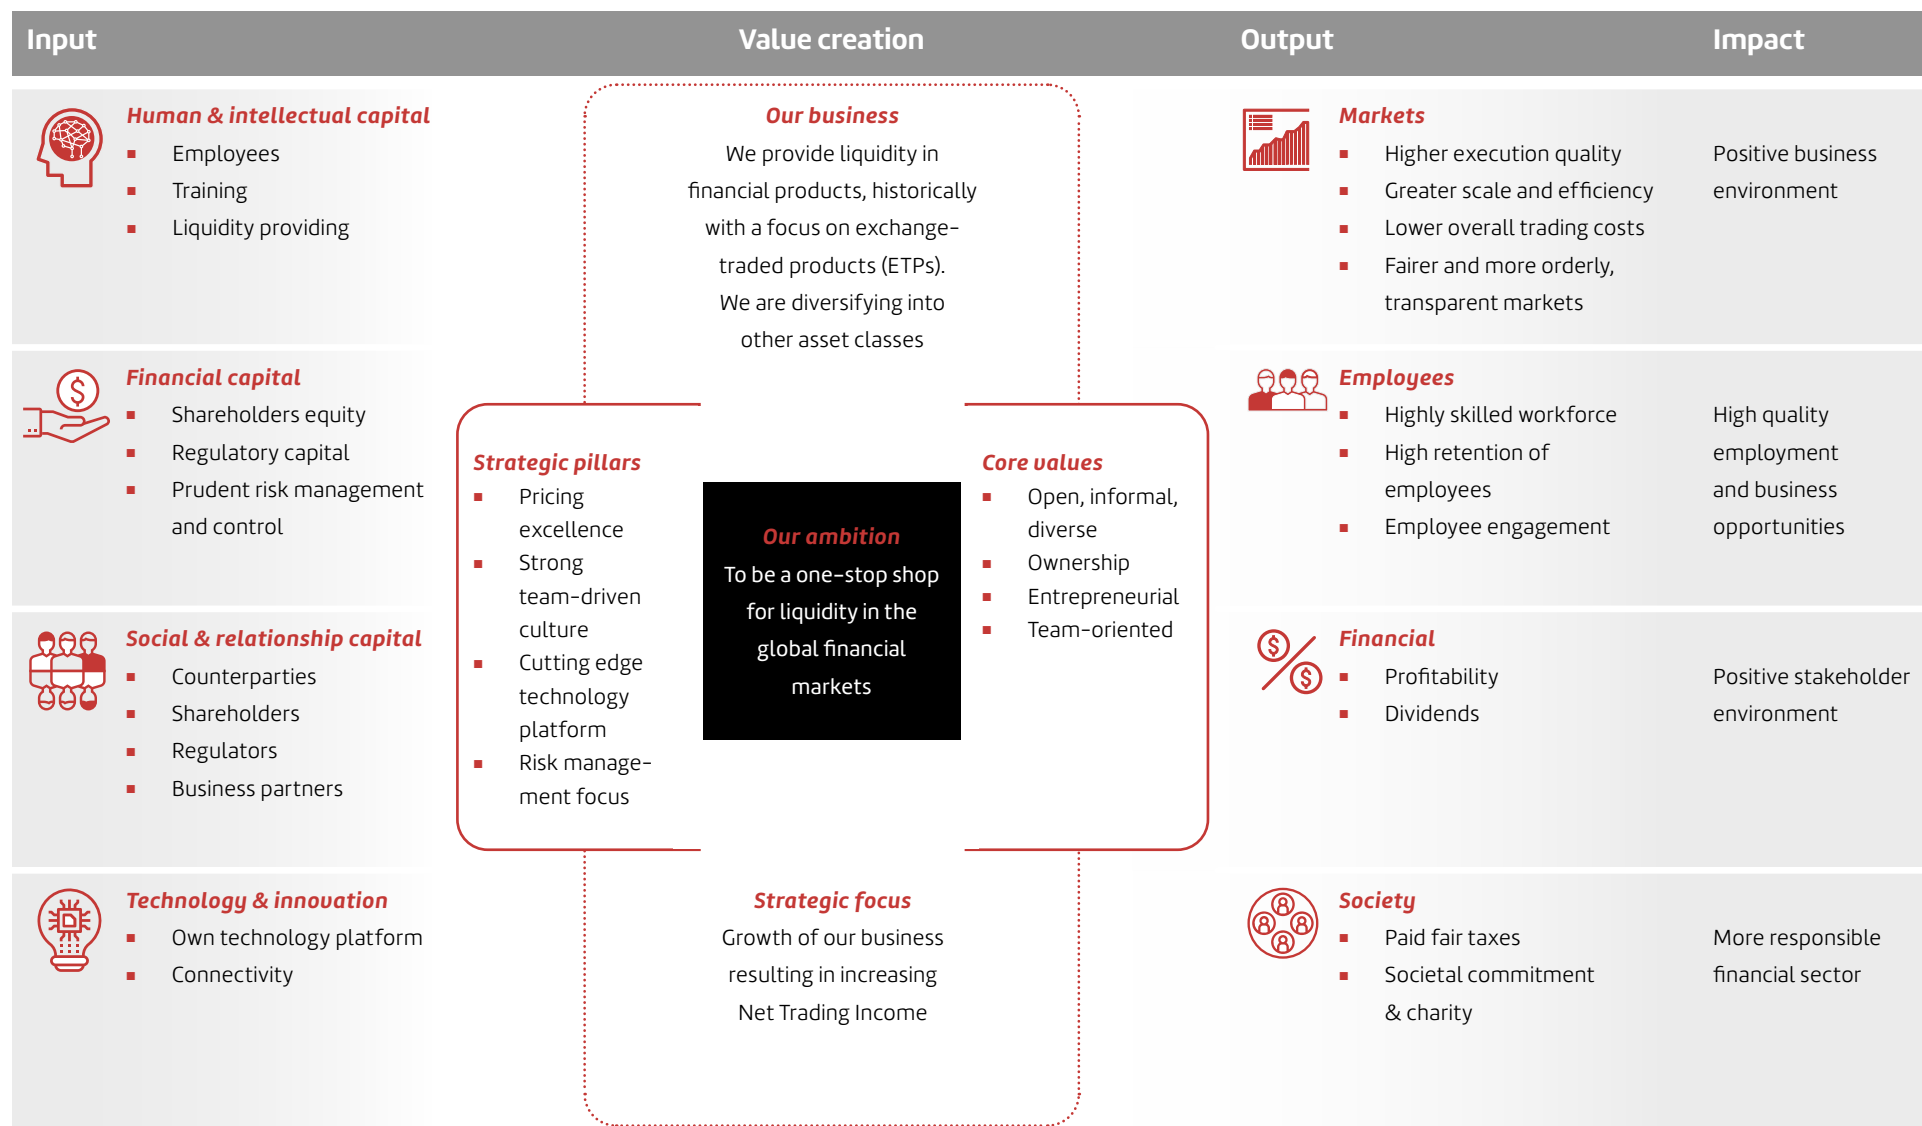 Input
Value creation
Output
Impact
Human & intellectual capital
Employees
Training
Liquidity providing
Financial capital
Shareholders equity
Regulatory capital
Prudent risk management
and control
Social & relationship capital
Counterparties
Shareholders
Regulators
Business partners
Technology & innovation
Own technology platform
Connectivity
Our business
We provide liquidity in
financial products, historically
with a focus on exchange-
traded products (ETPs).
We are diversifying into
other asset classes
Strategic pillars
Pricing
excellence
Strong
team-driven
culture
Cutting edge
technology
platform
Risk manage-
ment focus
Our ambition
To be a one-stop shop
for liquidity in the
global financial
markets
Core values
Open, informal,
diverse
Ownership
Entrepreneurial
Team-oriented
Strategic focus
Growth of our business
resulting in increasing
Net Trading Income
Markets
Higher execution quality
Greater scale and efficiency
Lower overall trading costs
Fairer and more orderly,
transparent markets
Positive business
environment
Employees
Highly skilled workforce
High retention of
employees
Employee engagement
High quality
employment
and business
opportunities
Financial
Profitability
Dividends
Positive stakeholder
environment
Society
Paid fair taxes
Societal commitment
& charity
More responsible
financial sector